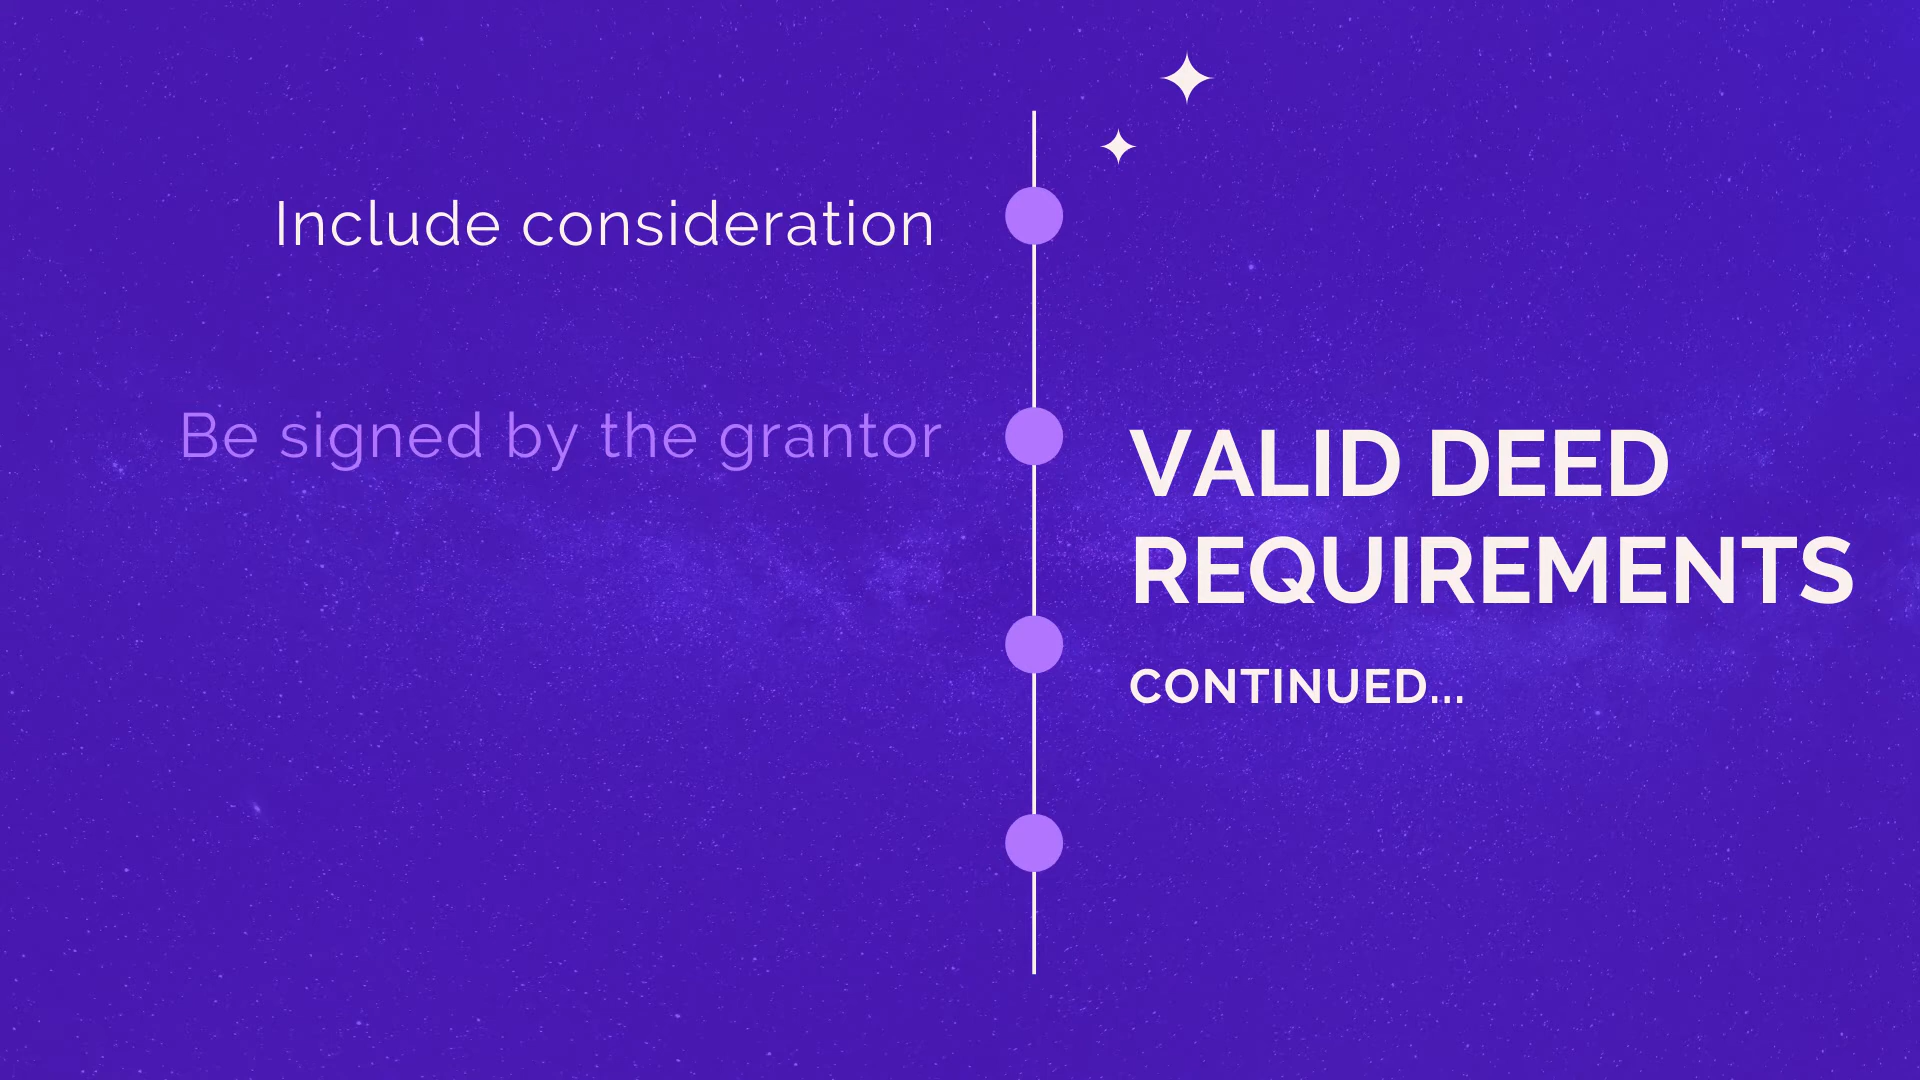 Include consideration
Be signed by the grantor
VALID DEED
REQUIREMENTS
CONTINUED...